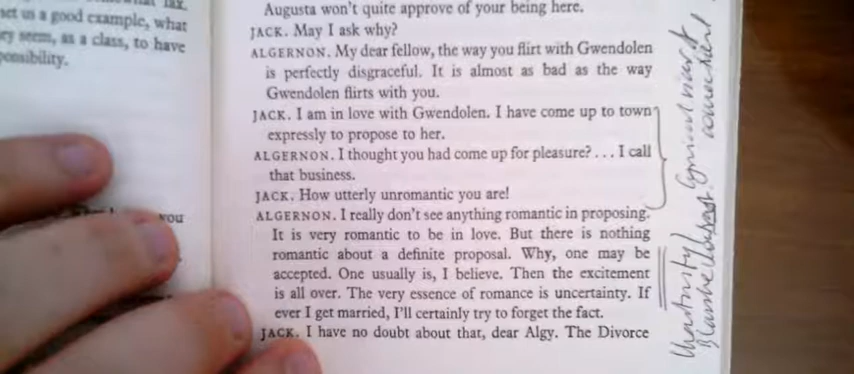 set us a good example, what
ry seem, as a class, to have
ponsibility.
you
Augusta won't quite approve of your being here.
JACK. May I ask why?
ALGERNON. My dear fellow, the way you flirt with Gwendolen
is perfectly disgraceful. It is almost as bad as the way
Gwendolen flirts with you.
JACK. I am in love with Gwendolen. I have come up to town
expressly to propose to her.
ALGERNON. I thought you had come up for pleasure? . . . I call
that business.
JACK. How utterly unromantic you are!
ALGERNON. I really don't see anything romantic in proposing.
It is very romantic to be in love. But there is nothing
romantic about a definite proposal. Why, one may be
accepted. One usually is, I believe. Then the excitement
is all over. The very essence of romance is uncertainty. If
ever I get married, I'll certainly try to forget the fact.
JACK. I have no doubt about that, dear Algy. The Divorce
Cynical view of